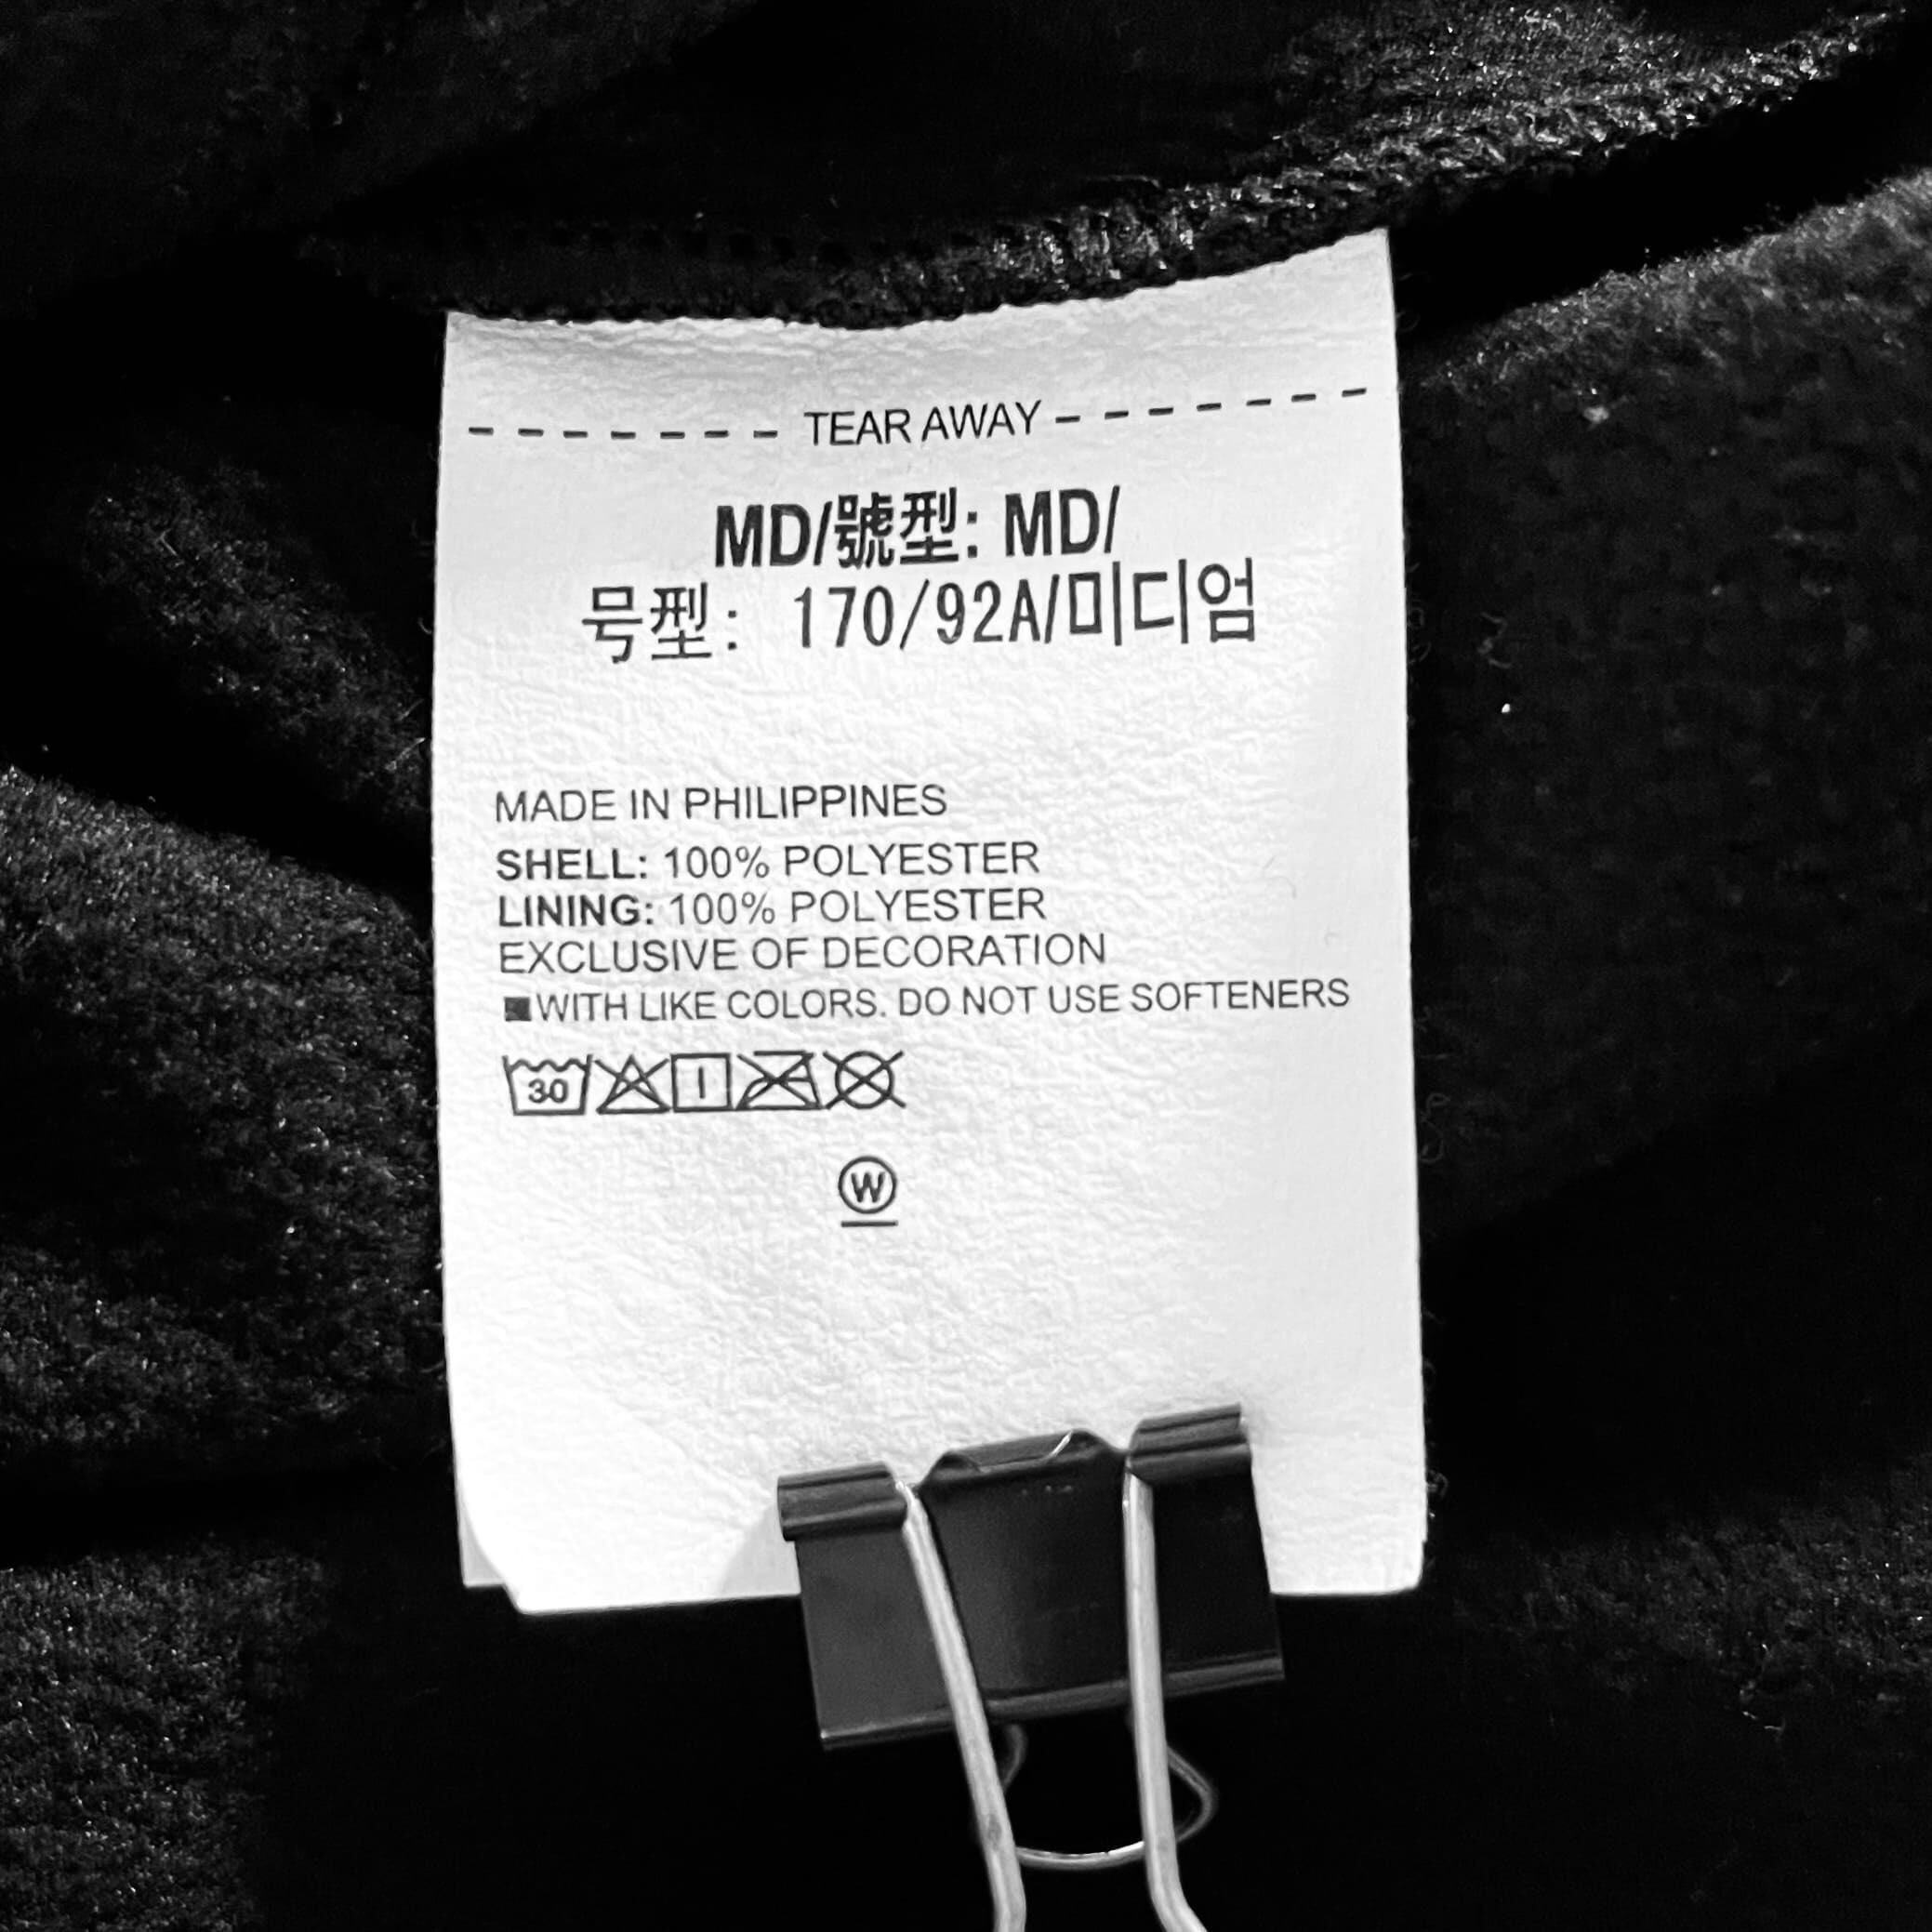 TEAR AWAY
MD/號型: MD/
号型: 170/92A/미디엄
MADE IN PHILIPPINES
SHELL: 100% POLYESTER
LINING: 100% POLYESTER
EXCLUSIVE OF DECORATION
■WITH LIKE COLORS. DO NOT USE SOFTENERS
30
W